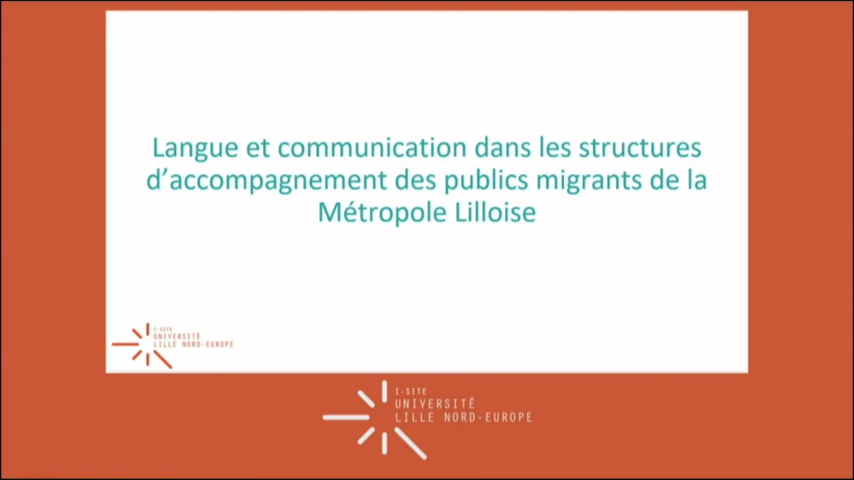 Langue et communication dans les structures
d'accompagnement des publics migrants de la
Métropole Lilloise
I-SITE
UNIVERSITÉ
LILLE NORD-EUROPE
I-SITE
UNIVERSITÉ
LILLE NORD-EUROPE